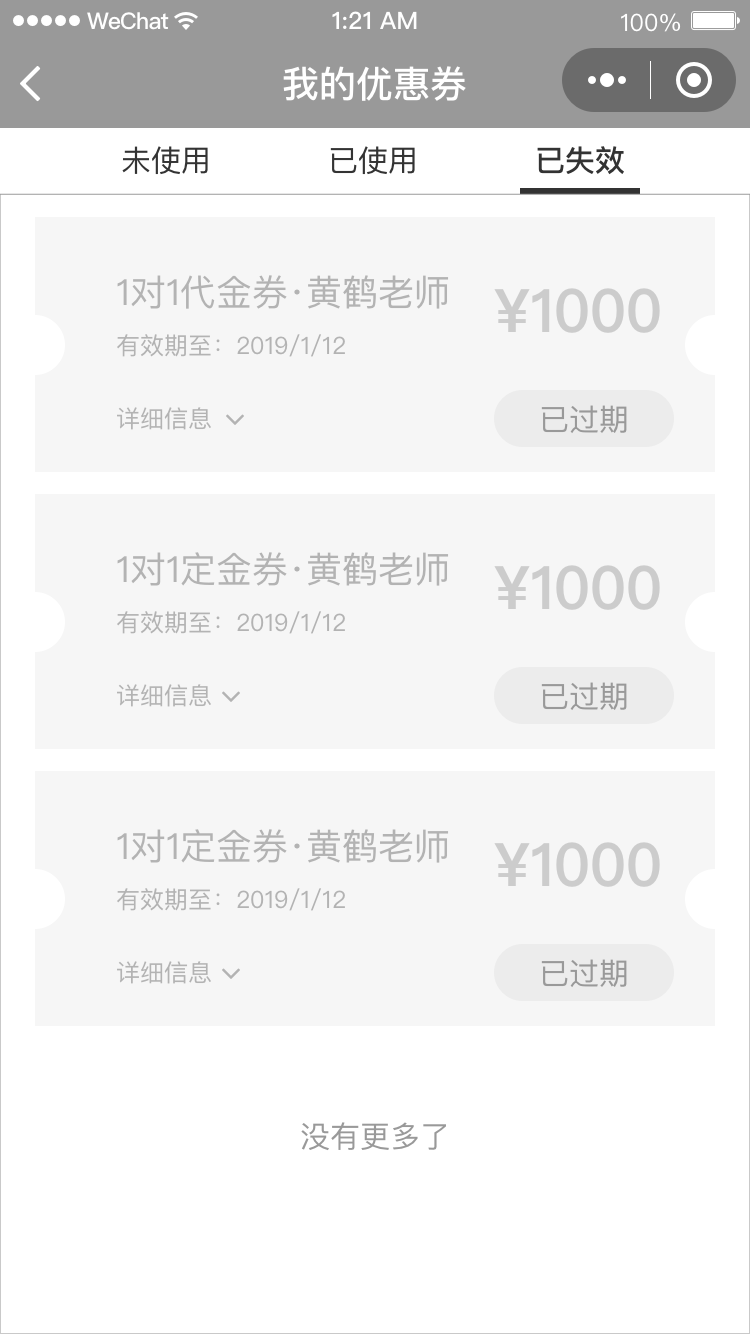 WeChat 1:21 AM 100%
我的优惠券
未使用 已使用 已失效
1对1代金券·黄鹤老师 ¥1000
有效期至：2019/1/12
详细信息 已过期
1对1定金券·黄鹤老师 ¥1000
有效期至：2019/1/12
详细信息 已过期
1对1定金券·黄鹤老师 ¥1000
有效期至：2019/1/12
详细信息 已过期
没有更多了